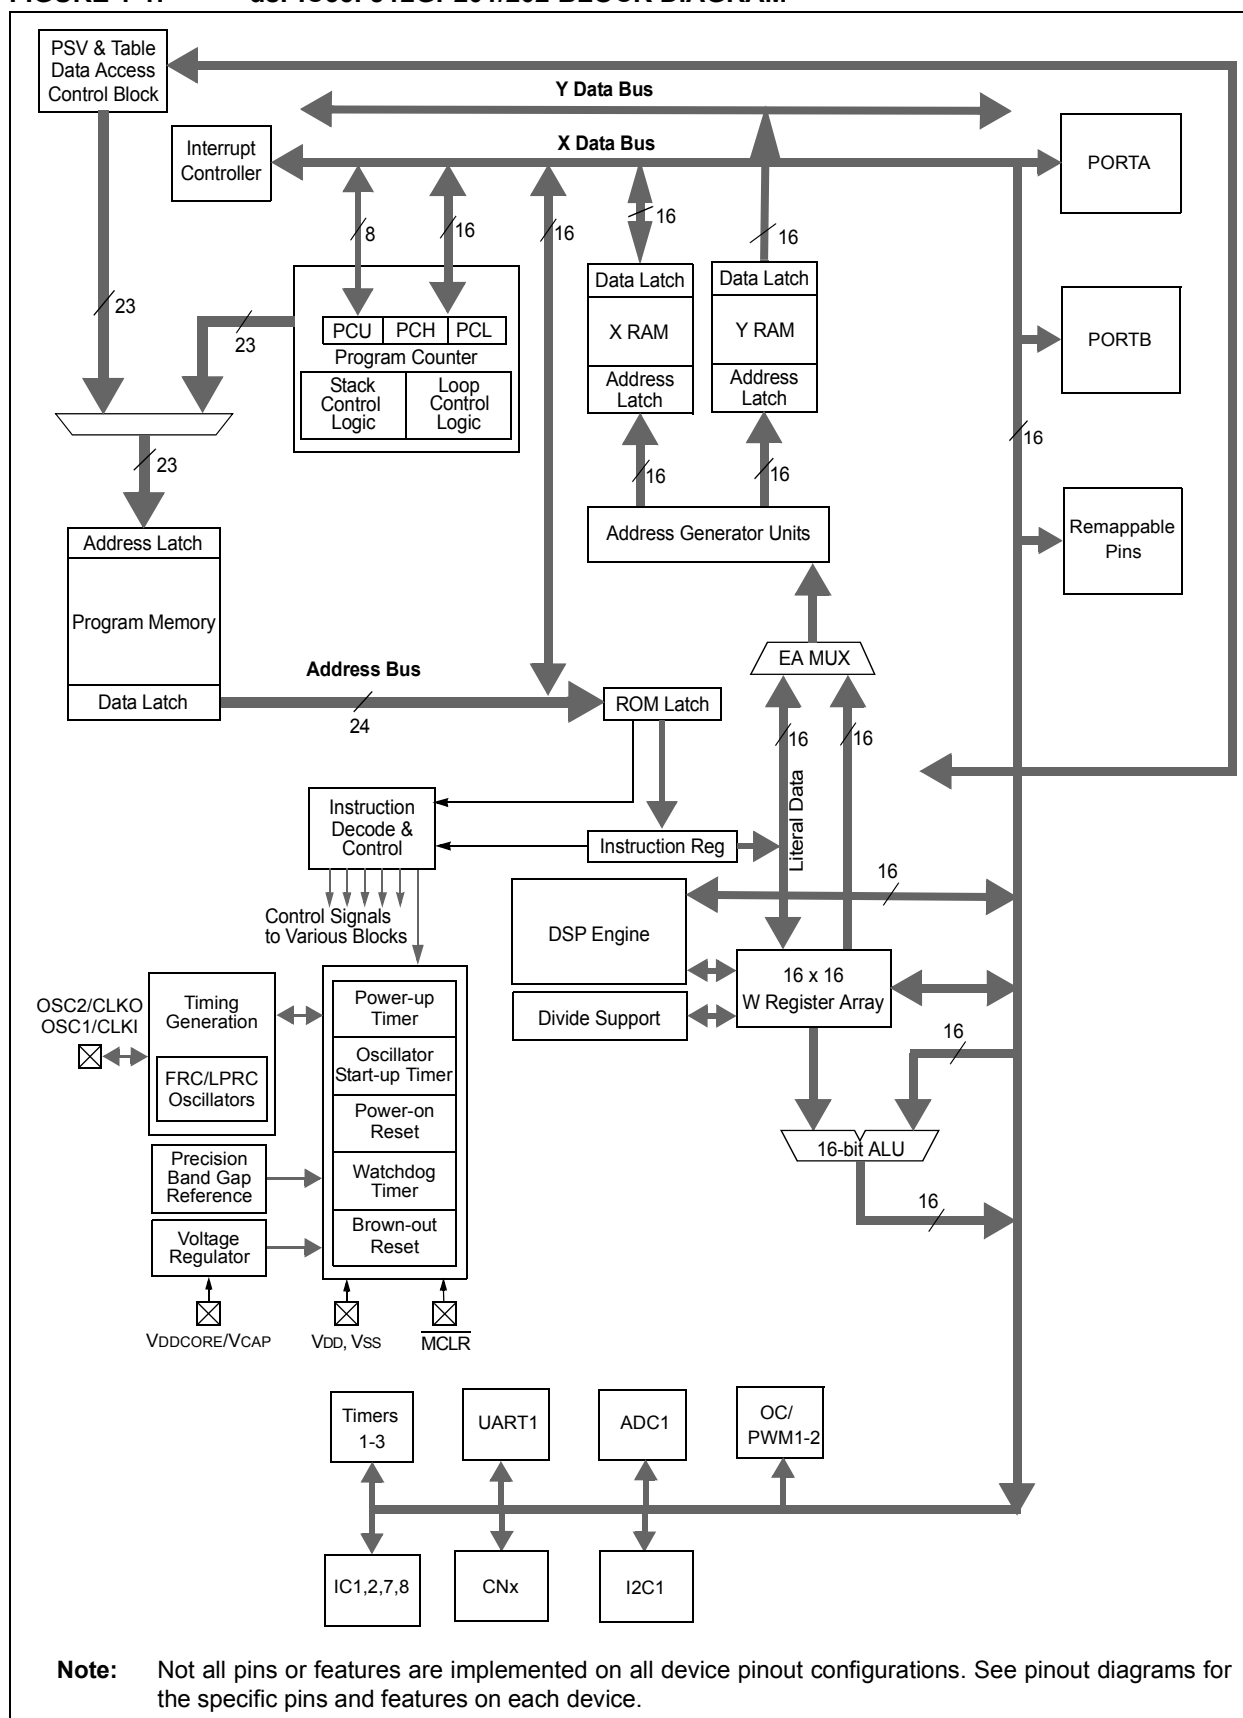 PSV & Table
Data Access
Control Block
Y Data Bus
Interrupt
Controller
X Data Bus
PORTA
8
16
16
16
16
23
23
Data Latch
Data Latch
PCU
PCH
PCL
X RAM
Y RAM
PORTB
Program Counter
Stack
Control
Logic
Loop
Control
Logic
Address
Latch
Address
Latch
16
23
16
16
Address Latch
Address Generator Units
Remappable
Pins
Program Memory
EA MUX
Address Bus
Data Latch
24
ROM Latch
16
16
Literal Data
Instruction
Decode &
Control
Instruction Reg
16
Control Signals
to Various Blocks
DSP Engine
16 x 16
W Register Array
OSC2/CLKO
OSC1/CLKI
Timing
Generation
Power-up
Timer
Divide Support
16
FRC/LPRC
Oscillators
Oscillator
Start-up Timer
Power-on
Reset
16-bit ALU
Precision
Band Gap
Reference
Watchdog
Timer
16
Voltage
Regulator
Brown-out
Reset
VDDCORE/VCAP
VDD, VSS
MCLR
Timers
1-3
UART1
ADC1
OC/
PWM1-2
IC1,2,7,8
CNx
I2C1
Note: Not all pins or features are implemented on all device pinout configurations. See pinout diagrams for
the specific pins and features on each device.